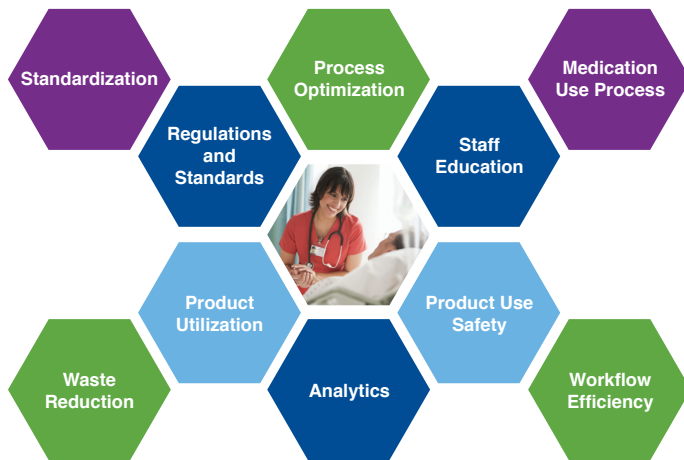 Standardization
Process
Optimization
Medication
Use Process
Regulations
and
Standards
Staff
Education
Product
Utilization
Product Use
Safety
Waste
Reduction
Analytics
Workflow
Efficiency